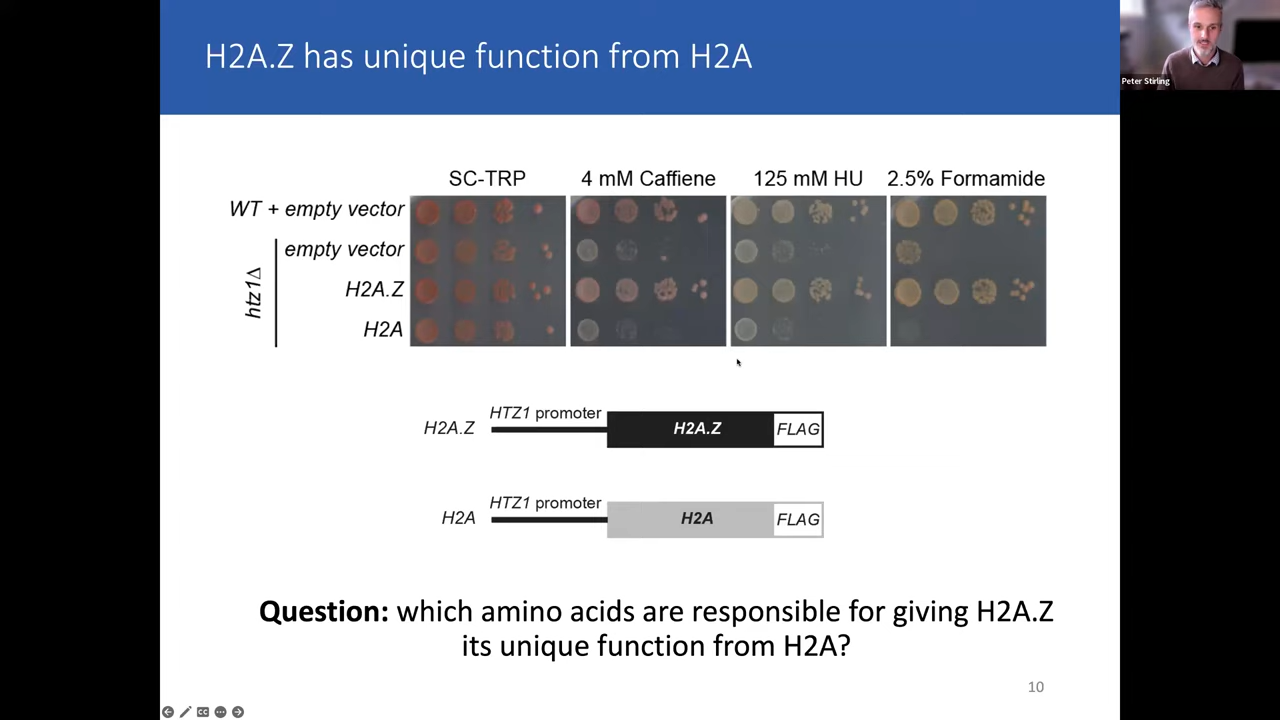 H2A.Z has unique function from H2A
Peter Stirling
SC-TRP 4 mM Caffiene 125 mM HU 2.5% Formamide
WT + empty vector
empty vector
htz1Δ
H2A.Z
H2A
HTZ1 promoter
H2A.Z H2A.Z FLAG
HTZ1 promoter
H2A H2A FLAG
Question: which amino acids are responsible for giving H2A.Z
its unique function from H2A?
10
CC